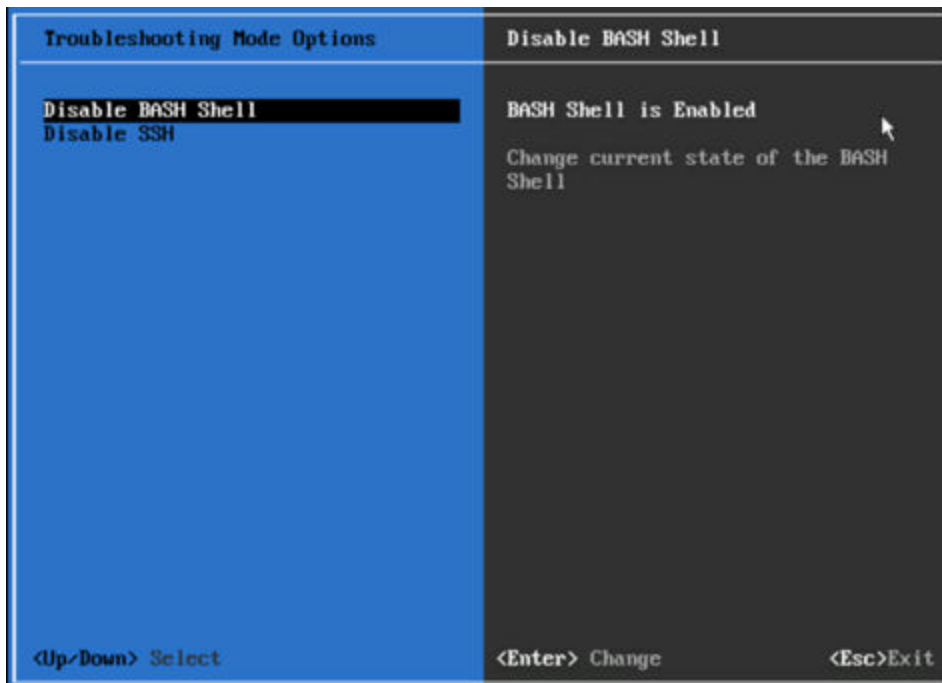 Troubleshooting Mode Options
Disable BASH Shell
Disable SSH
<Up/Down> Select
Disable BASH Shell
BASH Shell is Enabled
Change current state of the BASH
Shell
<Enter> Change
<Esc>Exit